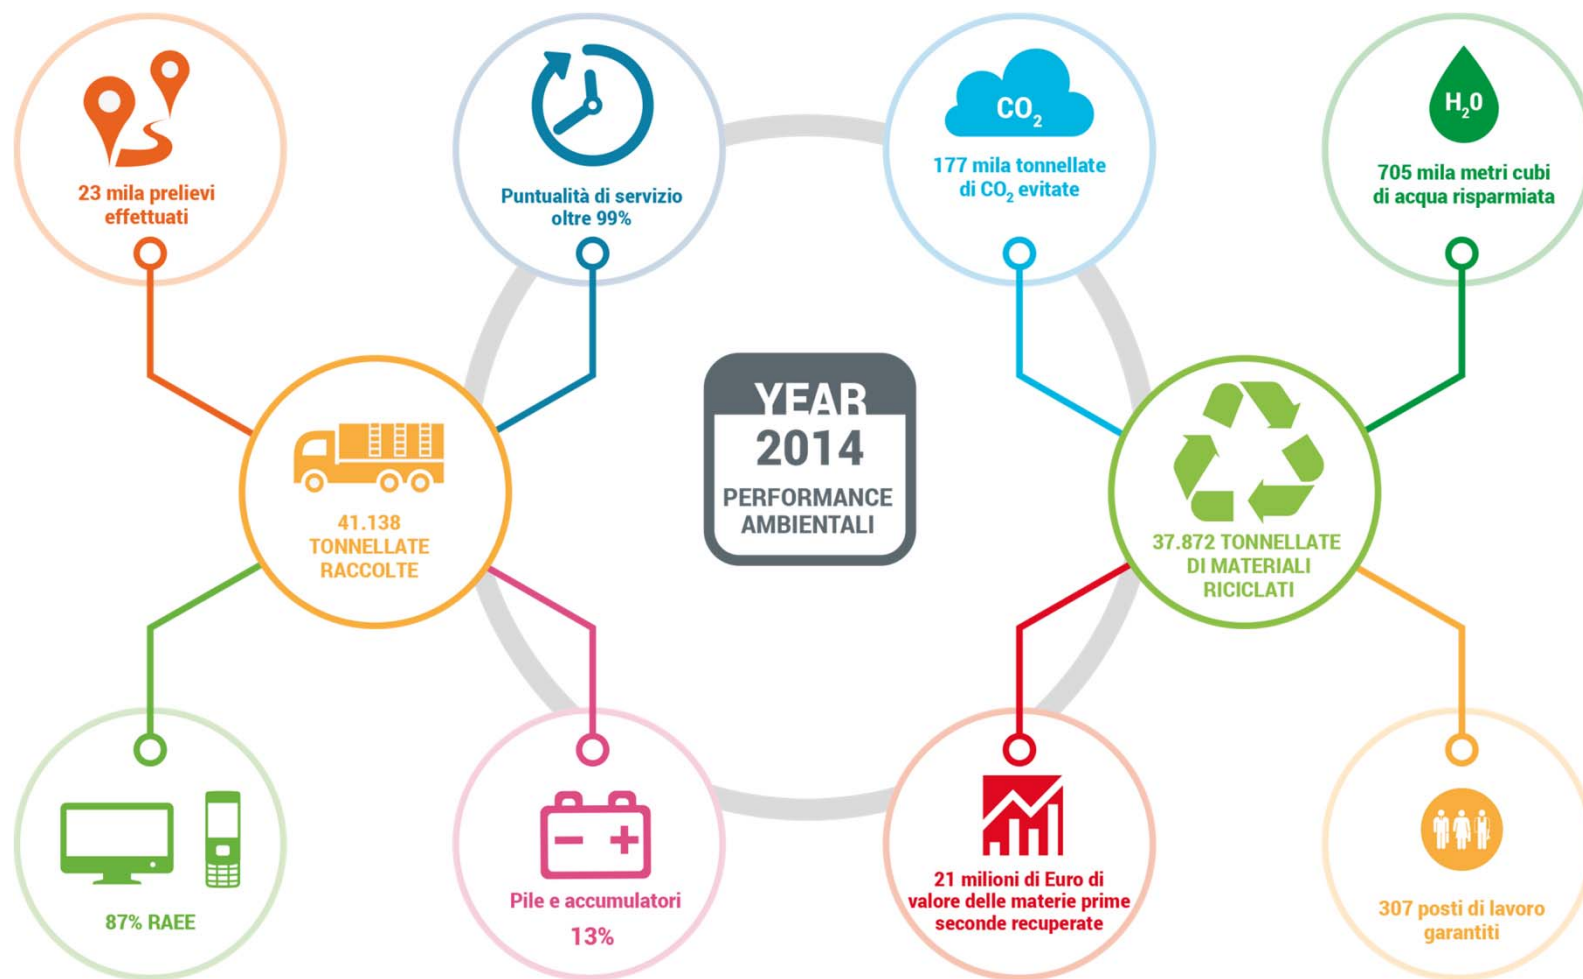 23 mila prelievi
effettuati
Puntualità di servizio
oltre 99%
CO₂
177 mila tonnellate
di CO₂ evitate
H₂0
705 mila metri cubi
di acqua risparmiata
41.138
TONNELLATE
RACCOLTE
YEAR
2014
PERFORMANCE
AMBIENTALI
37.872 TONNELLATE
DI MATERIALI
RICICLATI
87% RAEE
Pile e accumulatori
13%
21 milioni di Euro di
valore delle materie prime
seconde recuperate
307 posti di lavoro
garantiti